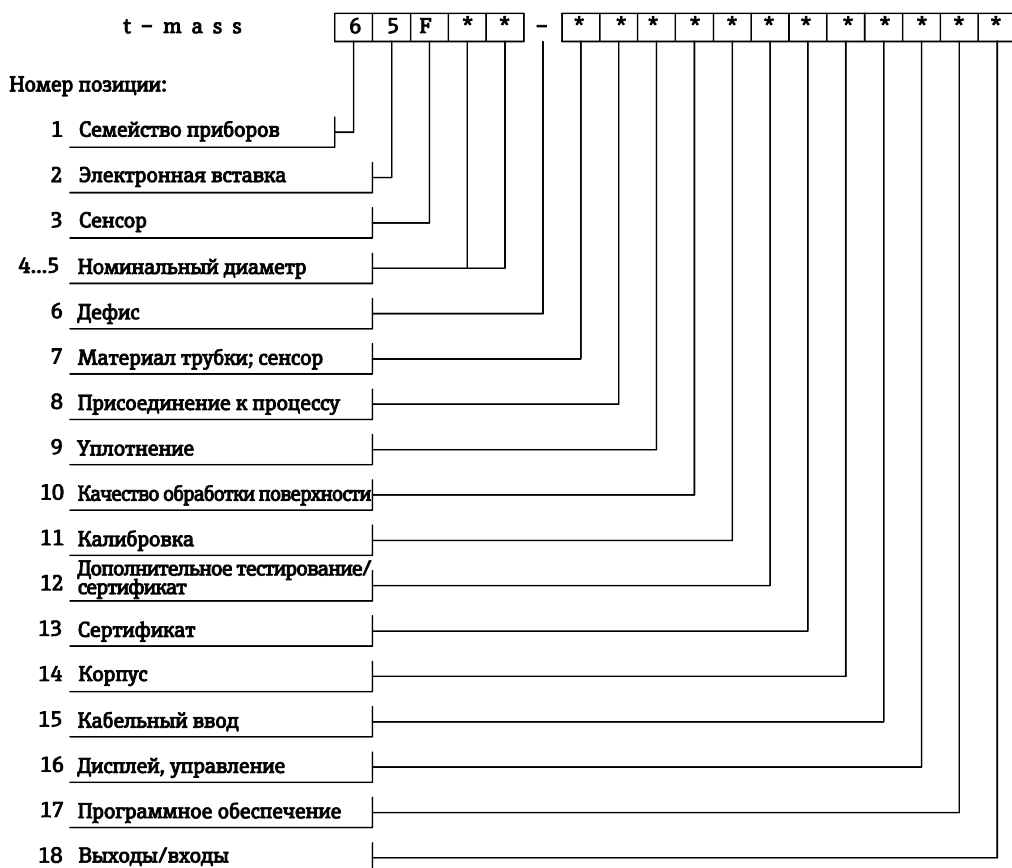 t - mass 6 5 F * * - * * * * * * * * * * * *
Номер позиции:
1 Семейство приборов
2 Электронная вставка
3 Сенсор
4...5 Номинальный диаметр
6 Дефис
7 Материал трубки; сенсор
8 Присоединение к процессу
9 Уплотнение
10 Качество обработки поверхности
11 Калибровка
12 Дополнительное тестирование/
сертификат
13 Сертификат
14 Корпус
15 Кабельный ввод
16 Дисплей, управление
17 Программное обеспечение
18 Выходы/входы